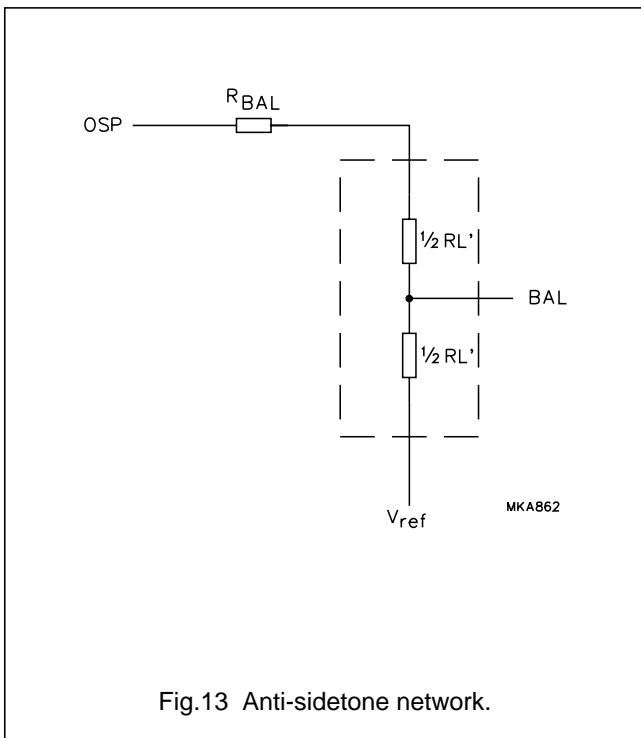 R_BAL
OSP
½ RL'
BAL
½ RL'
V_ref
MKA862
Fig.13 Anti-sidetone network.